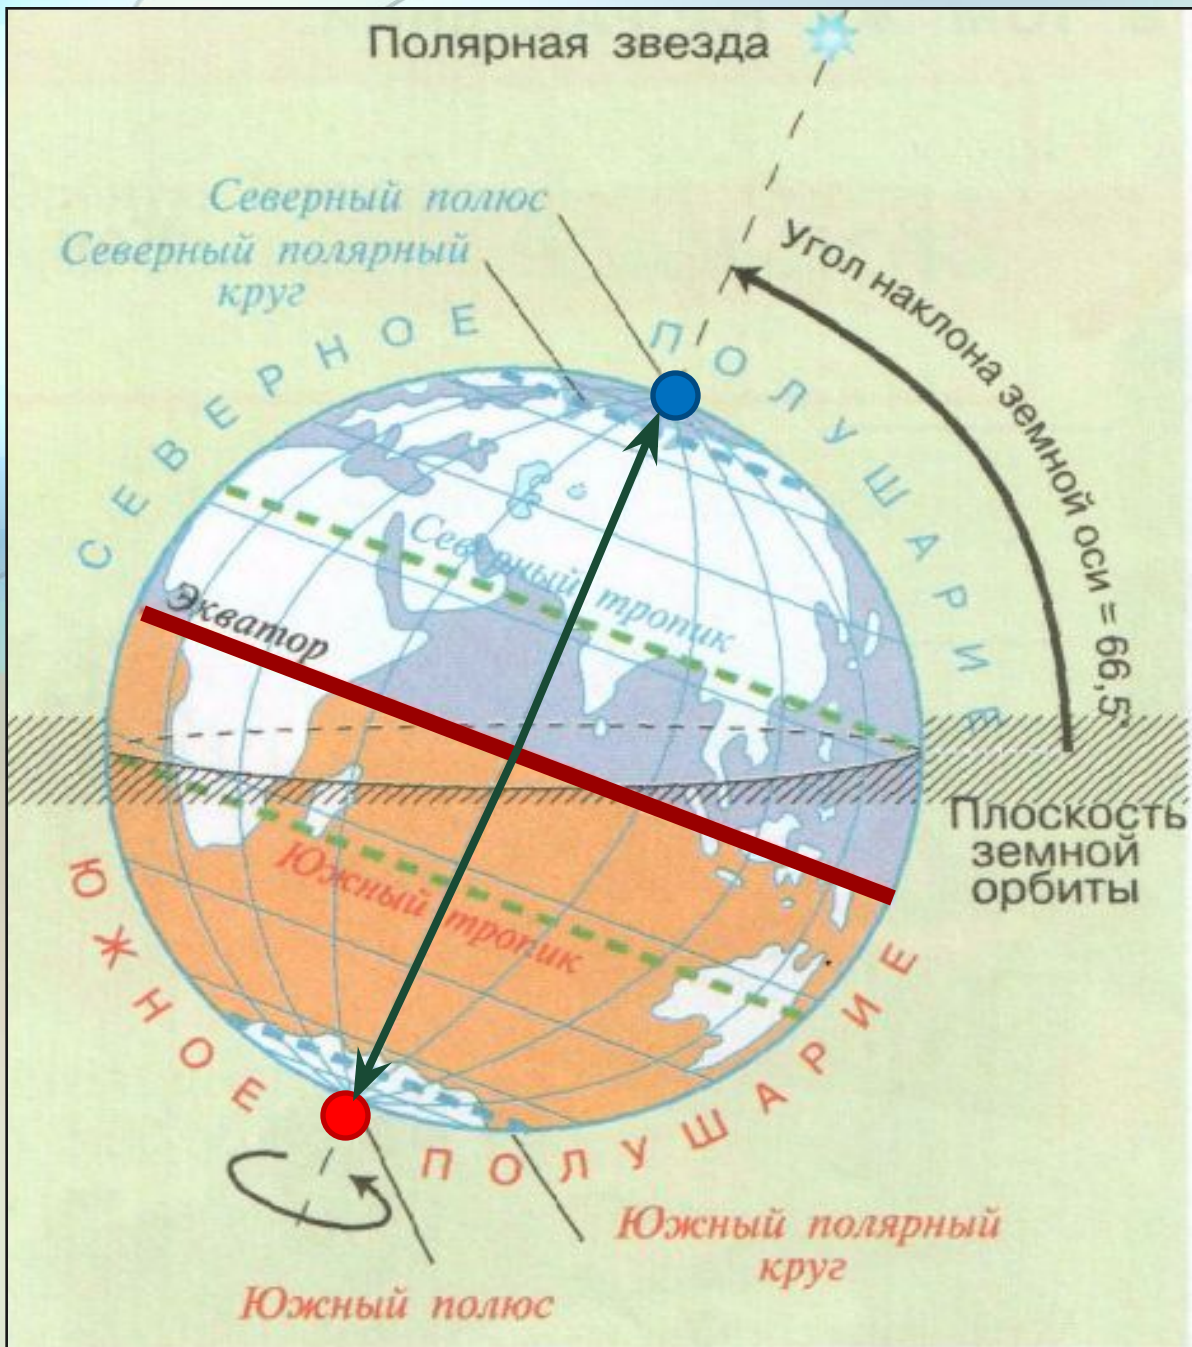 Полярная звезда
Северный полюс
Северный полярный
круг
Угол наклона земной оси = 66,5°
СЕВЕРНОЕ ПОЛУШАРИЕ
Северный тропик
Экватор
Плоскость
земной
орбиты
Южный тропик
ЮЖНОЕ ПОЛУШАРИЕ
Южный полярный
круг
Южный полюс